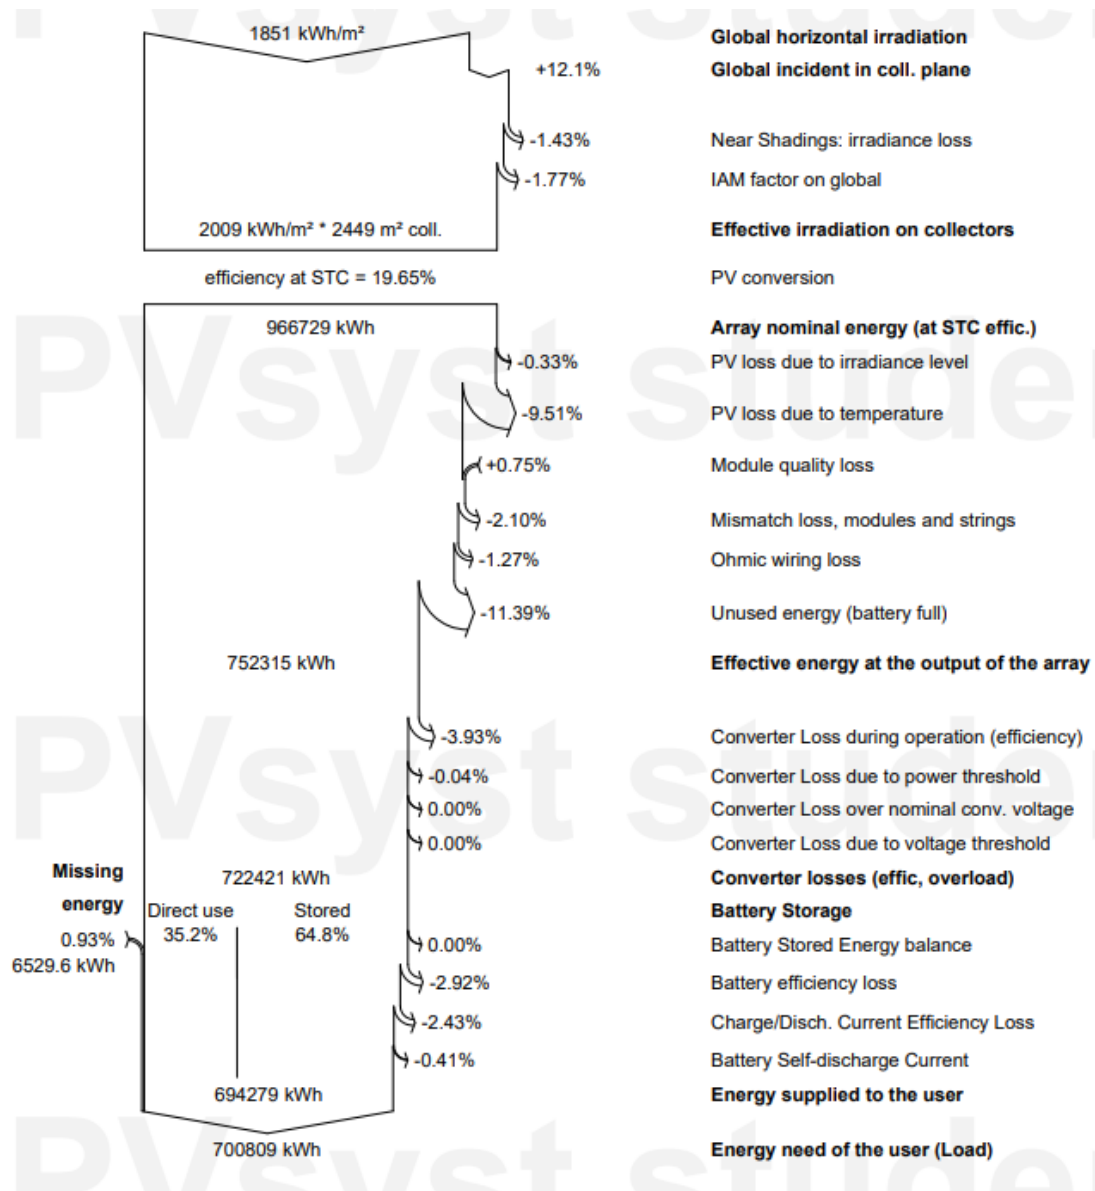 1851 kWh/m²
Global horizontal irradiation
+12.1%
Global incident in coll. plane
-1.43%
Near Shadings: irradiance loss
-1.77%
IAM factor on global
2009 kWh/m² * 2449 m² coll.
Effective irradiation on collectors
efficiency at STC = 19.65%
PV conversion
966729 kWh
Array nominal energy (at STC effic.)
-0.33%
PV loss due to irradiance level
-9.51%
PV loss due to temperature
+0.75%
Module quality loss
-2.10%
Mismatch loss, modules and strings
-1.27%
Ohmic wiring loss
-11.39%
Unused energy (battery full)
752315 kWh
Effective energy at the output of the array
-3.93%
Converter Loss during operation (efficiency)
-0.04%
Converter Loss due to power threshold
0.00%
Converter Loss over nominal conv. voltage
0.00%
Converter Loss due to voltage threshold
Missing
energy
0.93%
6529.6 kWh
722421 kWh
Converter losses (effic, overload)
Direct use
35.2%
Stored
64.8%
Battery Storage
0.00%
Battery Stored Energy balance
-2.92%
Battery efficiency loss
-2.43%
Charge/Disch. Current Efficiency Loss
-0.41%
Battery Self-discharge Current
694279 kWh
Energy supplied to the user
700809 kWh
Energy need of the user (Load)
PVsyst studen
PVsyst studen